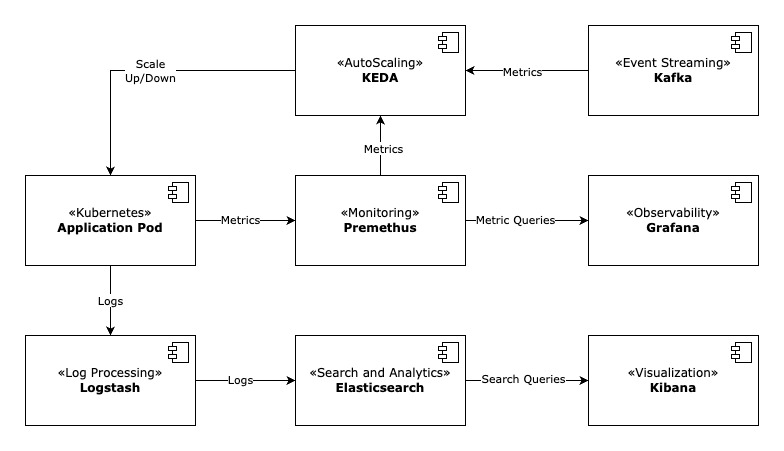 «AutoScaling»
KEDA
«Event Streaming»
Kafka
Scale
Up/Down
Metrics
Metrics
«Kubernetes»
Application Pod
Metrics
«Monitoring»
Premethus
Metric Queries
«Observability»
Grafana
Logs
«Log Processing»
Logstash
Logs
«Search and Analytics»
Elasticsearch
Search Queries
«Visualization»
Kibana